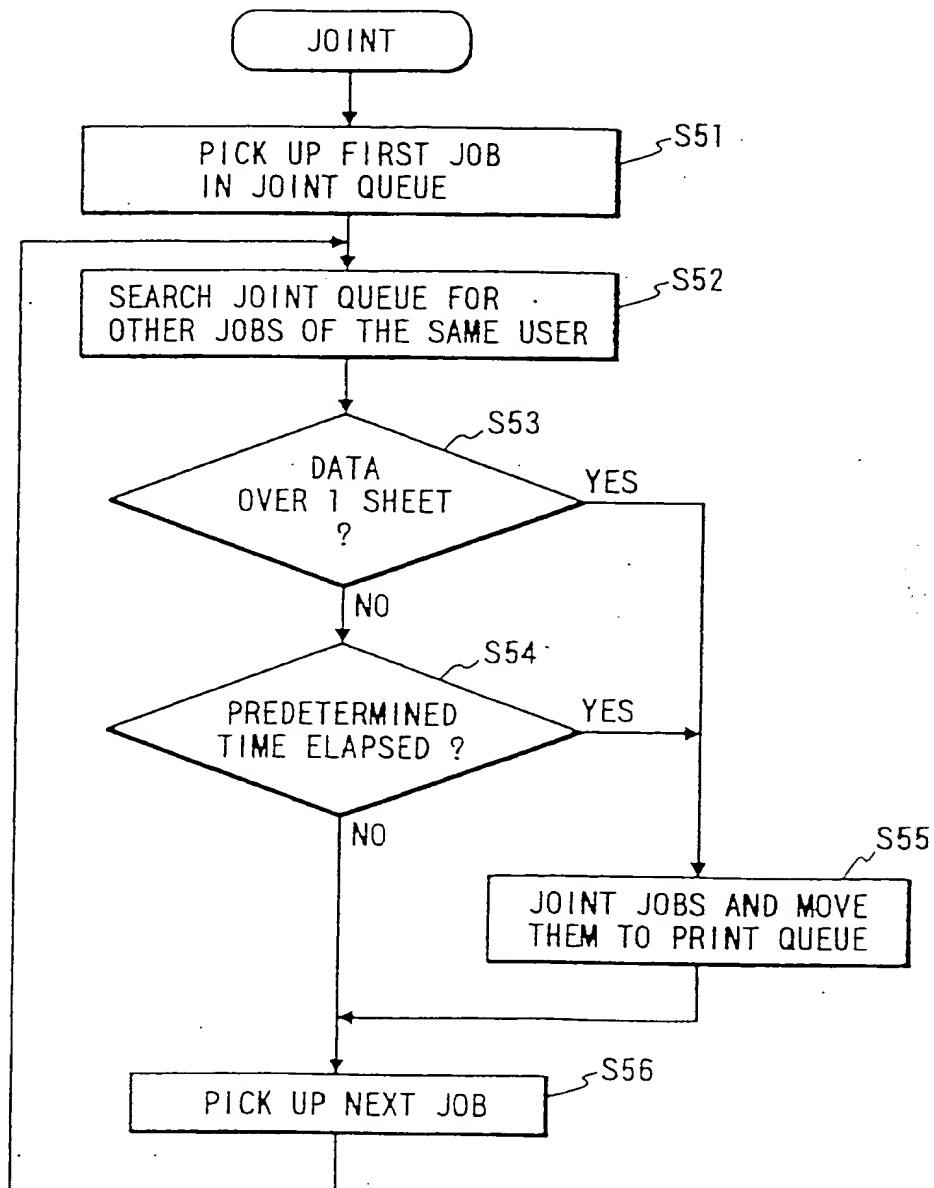 JOINT
PICK UP FIRST JOB
IN JOINT QUEUE
S51
SEARCH JOINT QUEUE FOR
OTHER JOBS OF THE SAME USER
S52
S53
DATA
OVER 1 SHEET
?
YES
NO
S54
PREDETERMINED
TIME ELAPSED ?
YES
NO
S55
JOINT JOBS AND MOVE
THEM TO PRINT QUEUE
S56
PICK UP NEXT JOB